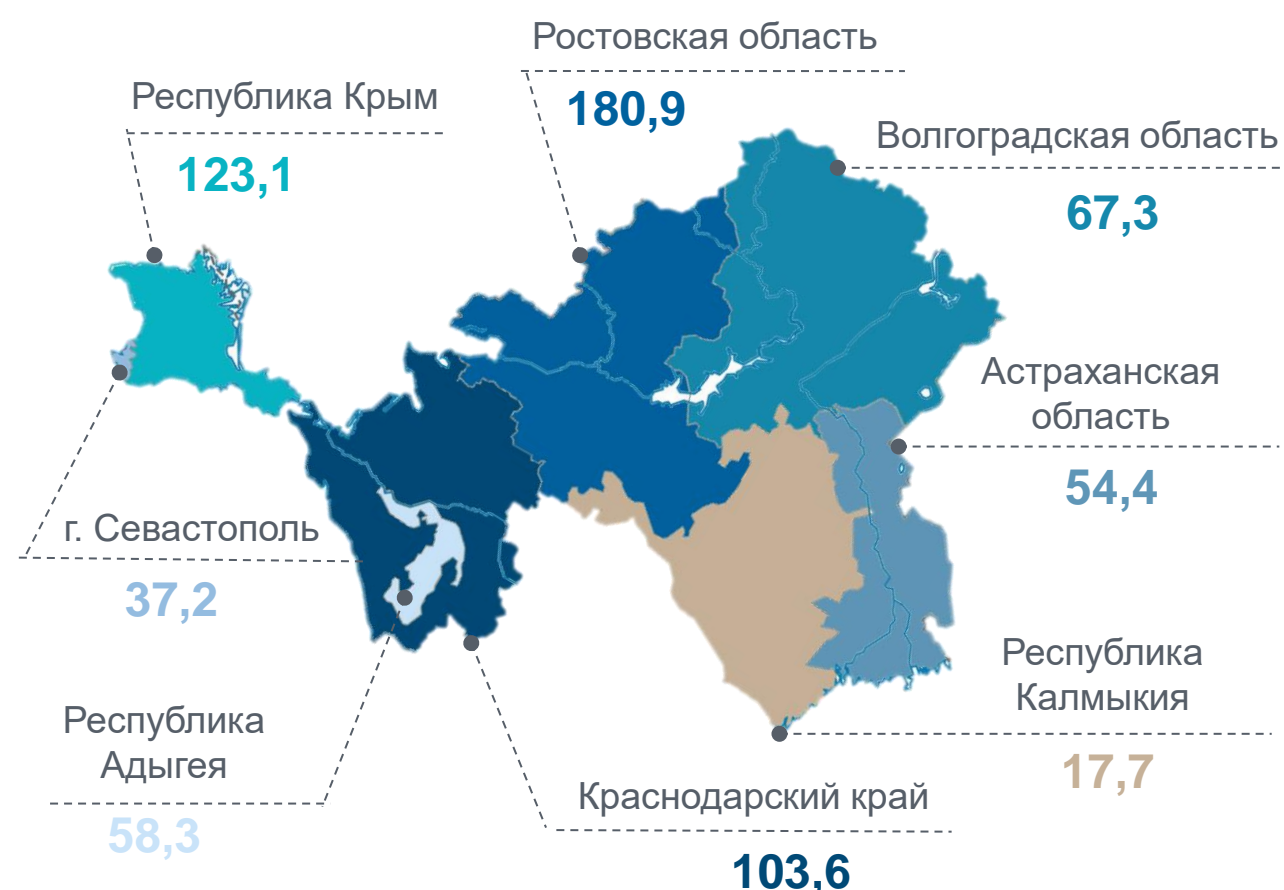 Ростовская область
180,9
Республика Крым
123,1
Волгоградская область
67,3
Астраханская
область
54,4
г. Севастополь
37,2
Республика
Калмыкия
17,7
Республика
Адыгея
58,3
Краснодарский край
103,6